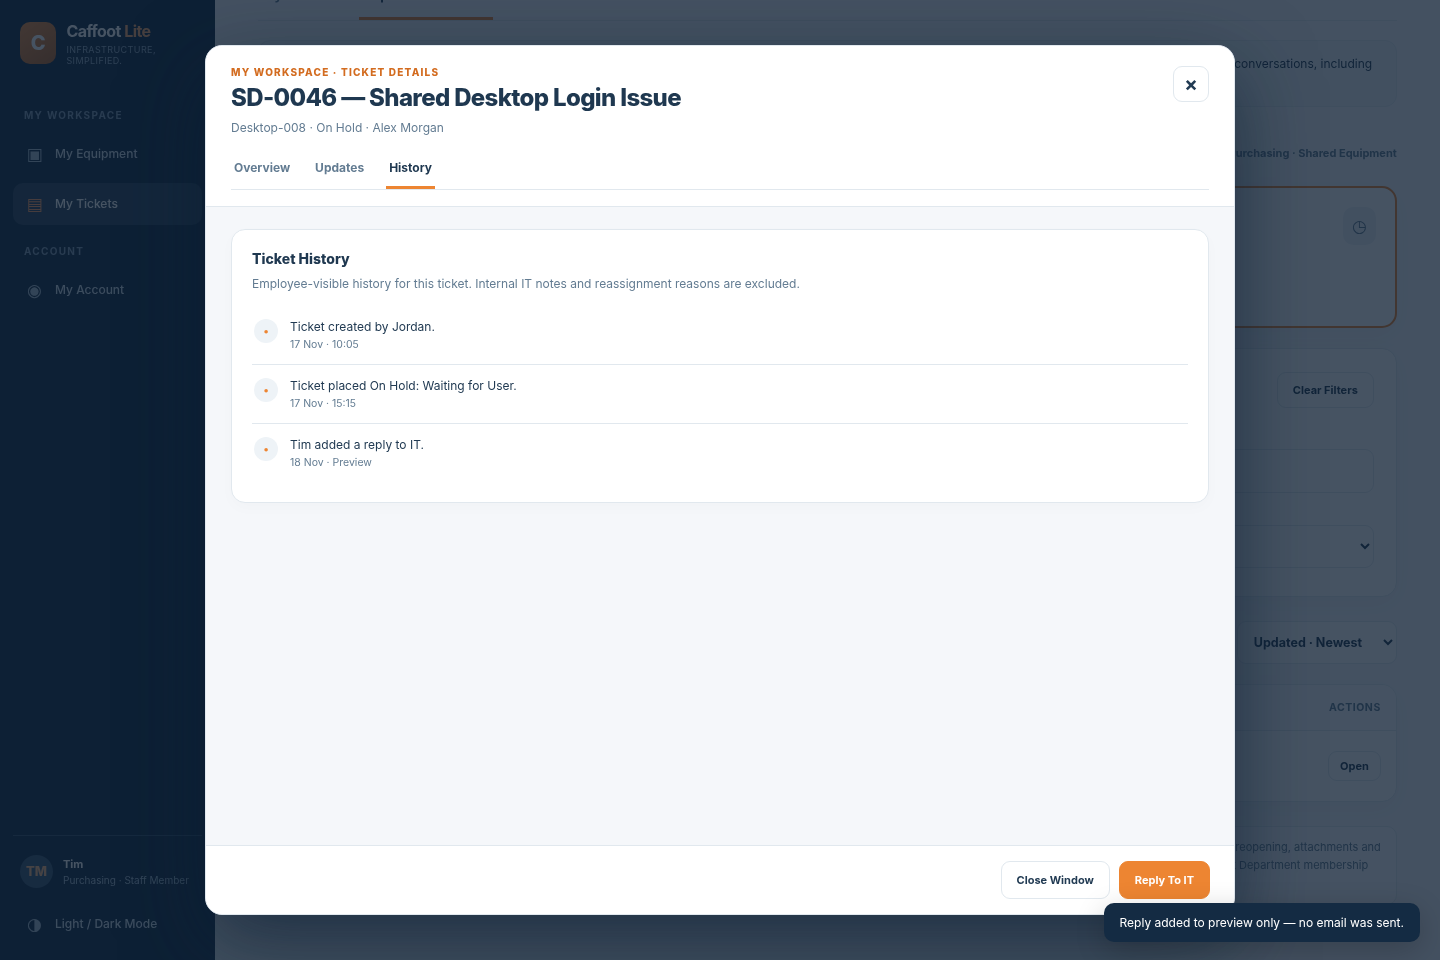 C
Caffoot Lite
INFRASTRUCTURE,
SIMPLIFIED.
MY WORKSPACE
My Equipment
My Tickets
ACCOUNT
My Account
TM
Tim
Purchasing · Staff Member
Light / Dark Mode
MY WORKSPACE · TICKET DETAILS
SD-0046 — Shared Desktop Login Issue
Desktop-008 · On Hold · Alex Morgan
×
Overview
Updates
History
Ticket History
Employee-visible history for this ticket. Internal IT notes and reassignment reasons are excluded.
Ticket created by Jordan.
17 Nov · 10:05
Ticket placed On Hold: Waiting for User.
17 Nov · 15:15
Tim added a reply to IT.
18 Nov · Preview
Close Window
Reply To IT
conversations, including
· Shared Equipment
Clear Filters
Updated · Newest
ACTIONS
Open
reopening, attachments and
Department membership
Reply added to preview only — no email was sent.